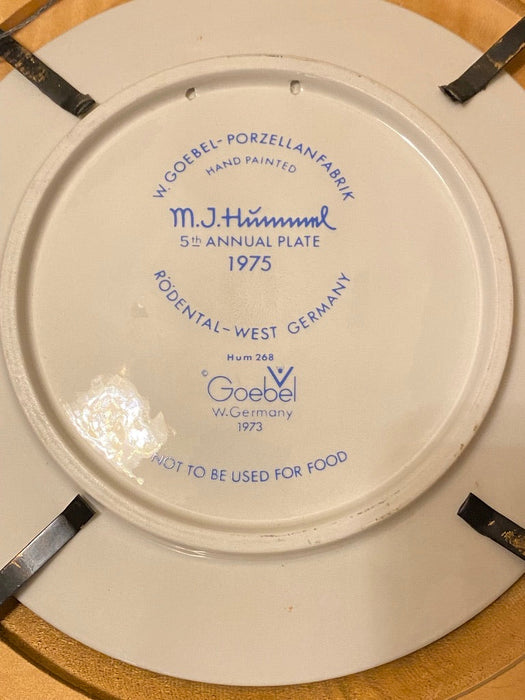 W. GOEBEL-PORZELLANFABRIK
HAND PAINTED
M.J.Hummel
5th ANNUAL PLATE
1975
RÖDENTAL-WEST GERMANY
Hum 268
© Goebel
W.Germany
1973
NOT TO BE USED FOR FOOD